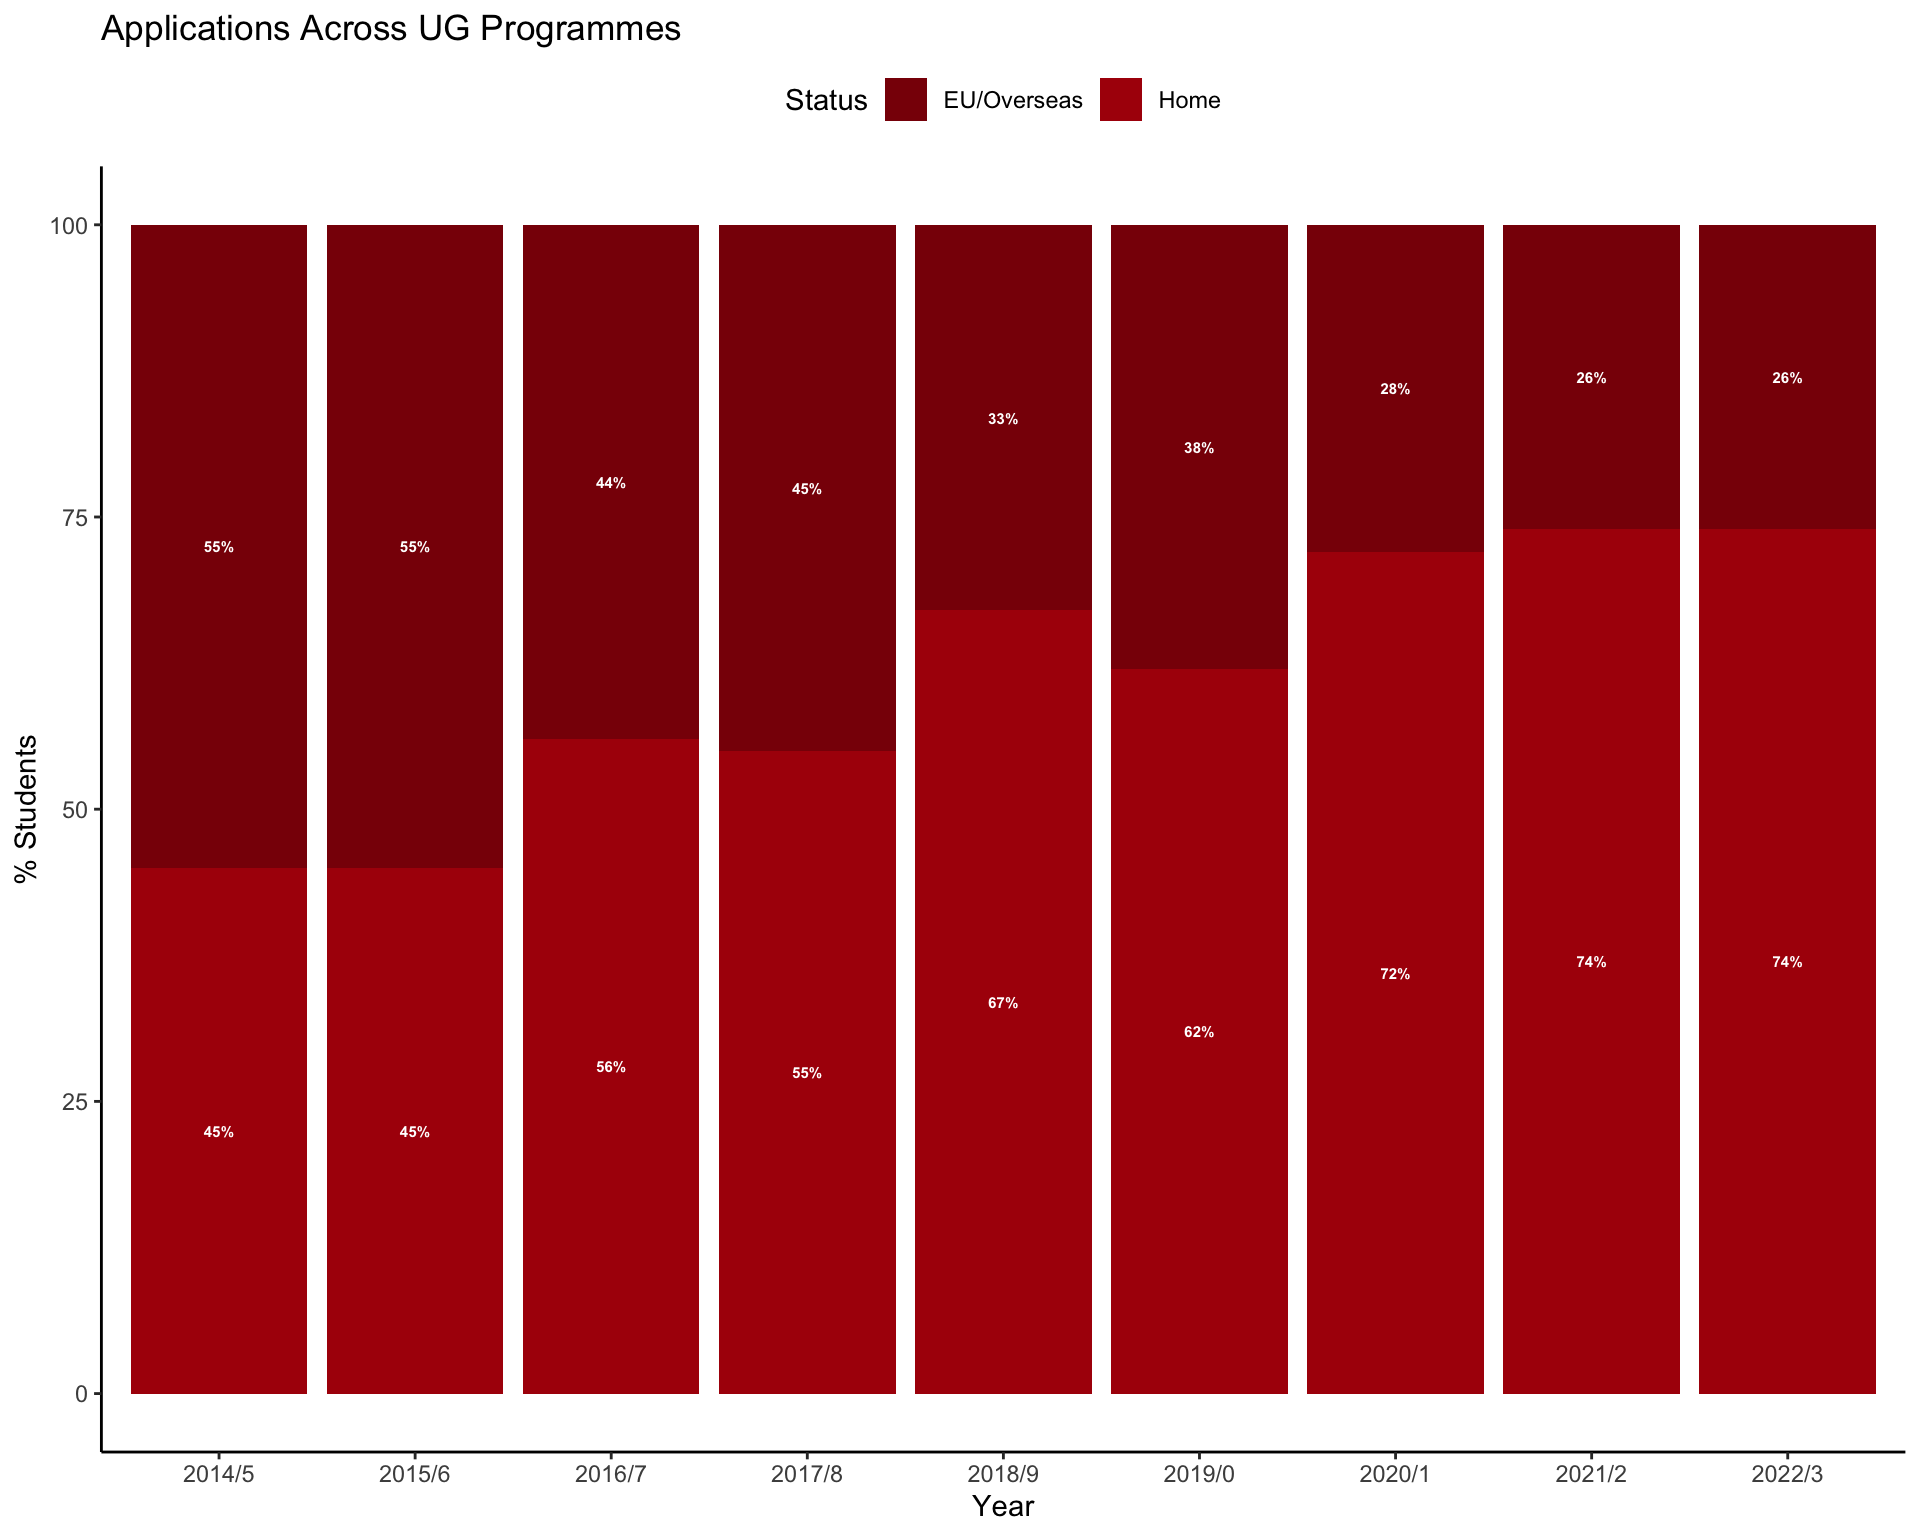 Applications Across UG Programmes
Status EU/Overseas Home
% Students
100
75
50
25
0
55% 55% 44% 45% 33% 38% 28% 26% 26%
45% 45% 56% 55% 67% 62% 72% 74% 74%
2014/5 2015/6 2016/7 2017/8 2018/9 2019/0 2020/1 2021/2 2022/3
Year